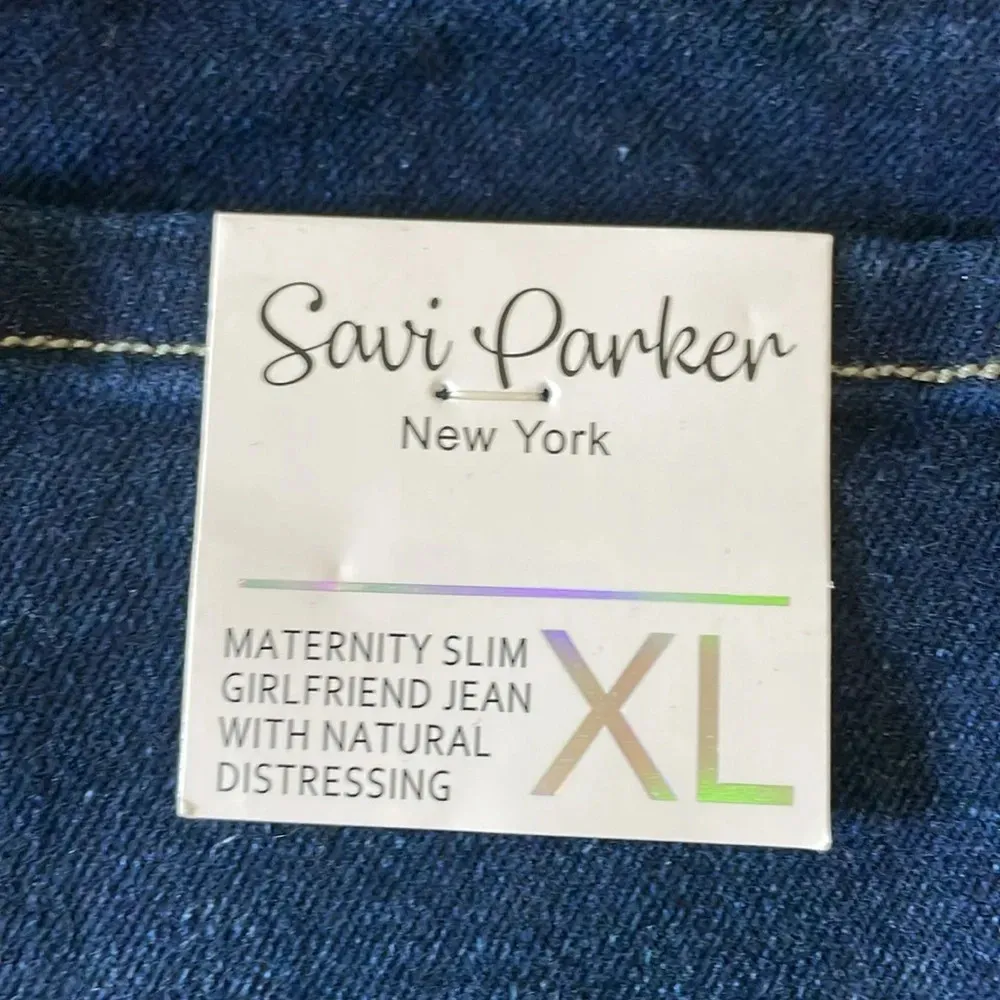 Savi Parker
New York
MATERNITY SLIM
GIRLFRIEND JEAN
WITH NATURAL
DISTRESSING
XL